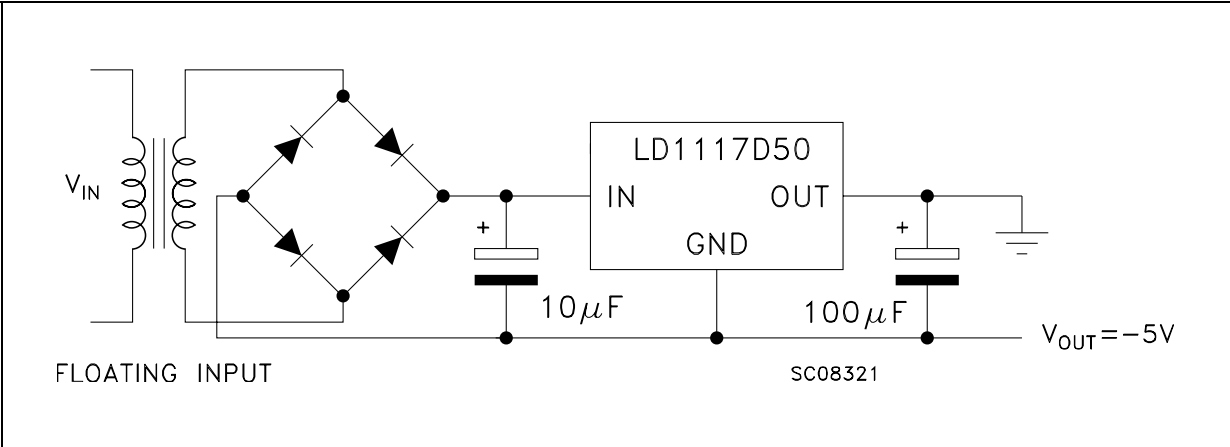 LD1117D50
V_IN
IN
OUT
GND
+
+
10µF
100µF
V_OUT=-5V
FLOATING INPUT
SC08321